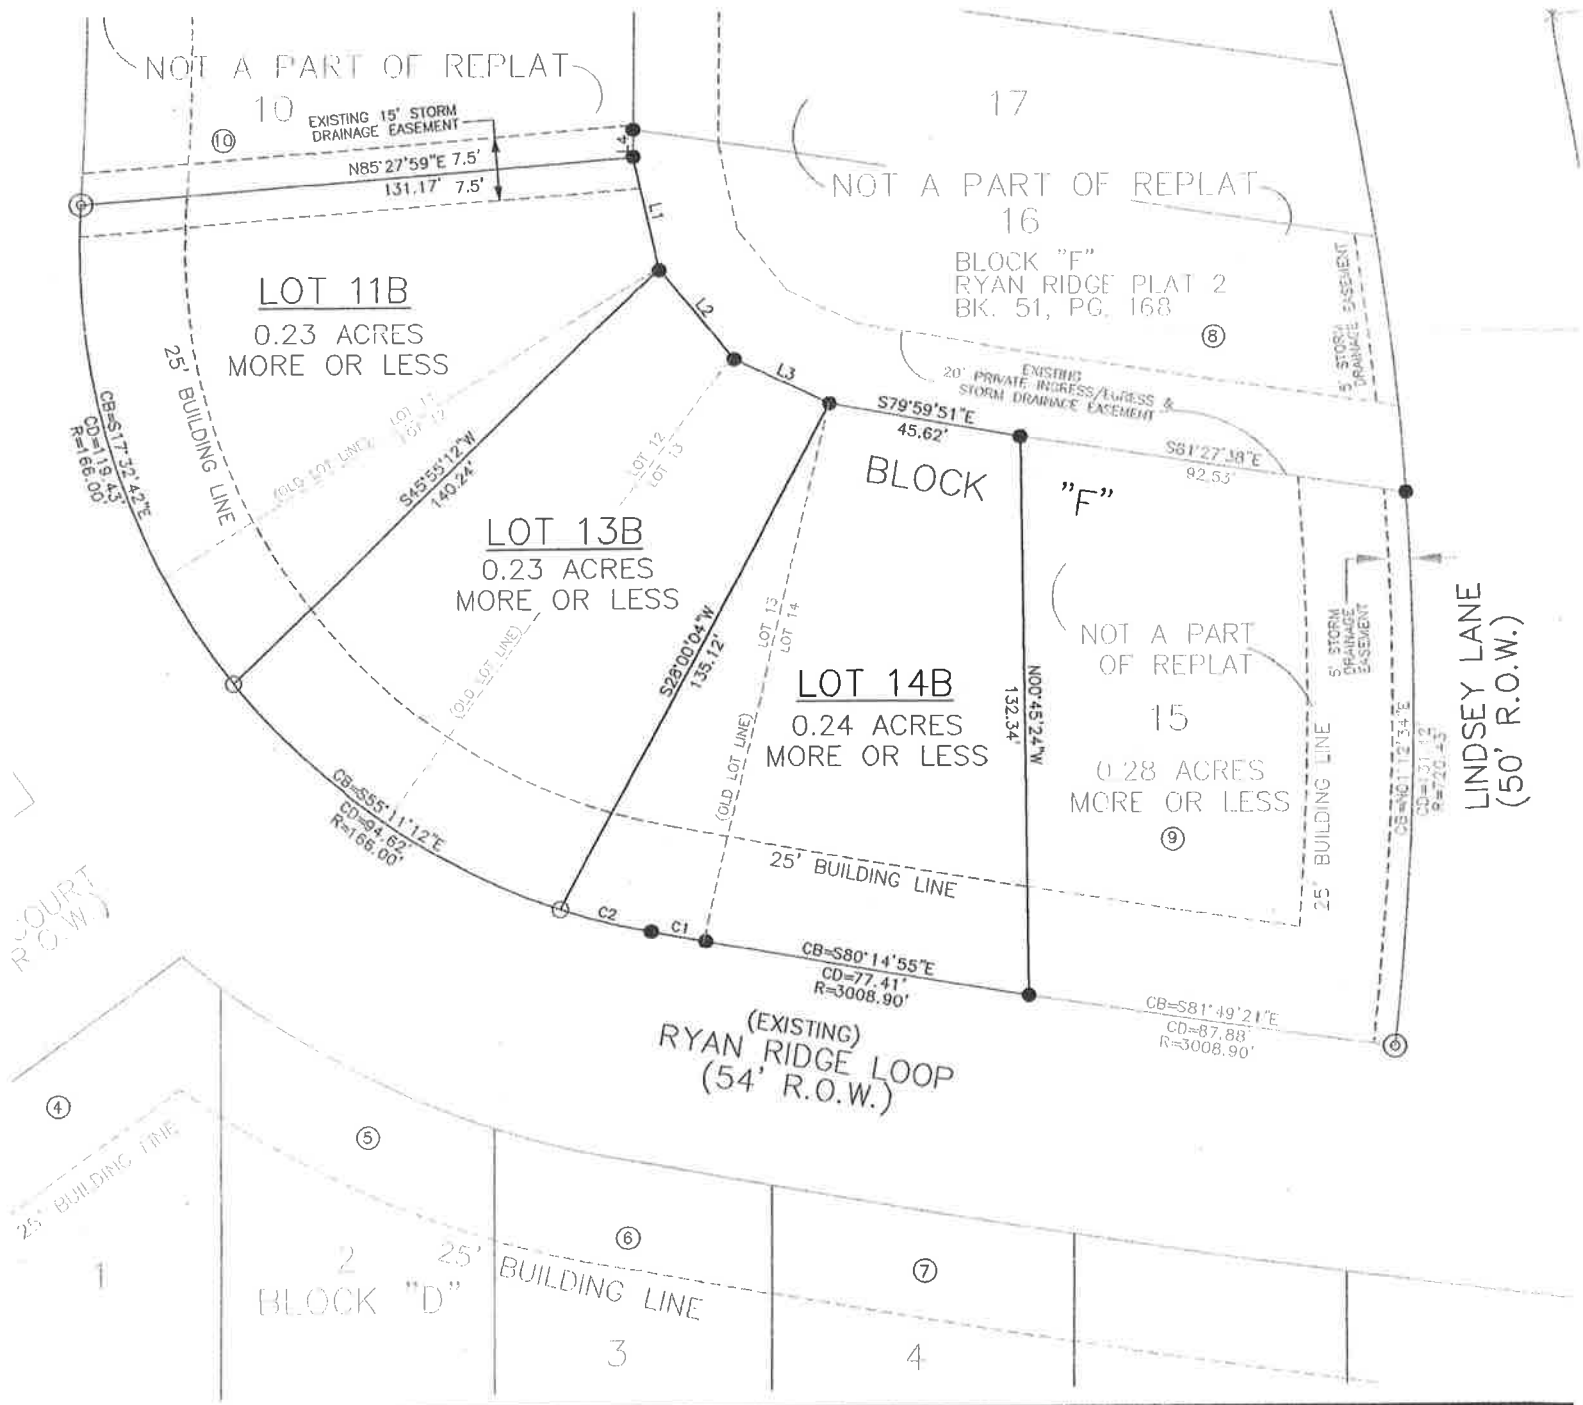 NOT A PART OF REPLAT
10
EXISTING 15' STORM
DRAINAGE EASEMENT
10
N85°27'59"E 7.5'
131.17' 7.5'
L4
L1
L2
L3
17
NOT A PART OF REPLAT
16
BLOCK "F"
RYAN RIDGE PLAT 2
BK. 51, PG. 168
8
5' STORM
DRAINAGE EASEMENT
EXISTING
20' PRIVATE INGRESS/EGRESS &
STORM DRAINAGE EASEMENT
LOT 11B
0.23 ACRES
MORE OR LESS
25' BUILDING LINE
CB=S17°32'42"E
CD=119.43'
R=166.00'
(OLD LOT LINE)
LOT 11
LOT 12
S45°55'12"W
140.24'
LOT 12
LOT 13
S79°59'51"E
45.62'
S81°27'38"E
92.53'
BLOCK "F"
LOT 13B
0.23 ACRES
MORE OR LESS
(OLD LOT LINE)
S28°00'04"W
135.12'
LOT 13
LOT 14
(OLD LOT LINE)
LOT 14B
0.24 ACRES
MORE OR LESS
N00°45'24"W
132.34'
NOT A PART
OF REPLAT
15
0.28 ACRES
MORE OR LESS
9
5' STORM
DRAINAGE
EASEMENT
25' BUILDING LINE
CB=N01°12'34"E
CD=131.12'
R=720.43'
LINDSEY LANE
(50' R.O.W.)
25' BUILDING LINE
CB=S55°11'12"E
CD=94.62'
R=166.00'
C2
C1
CB=S80°14'55"E
CD=77.41'
R=3008.90'
CB=S81°49'21"E
CD=87.88'
R=3008.90'
(EXISTING)
RYAN RIDGE LOOP
(54' R.O.W.)
COURT
R.O.W.)
4
5
6
7
25' BUILDING LINE
1
2
BLOCK "D"
25' BUILDING LINE
3
4